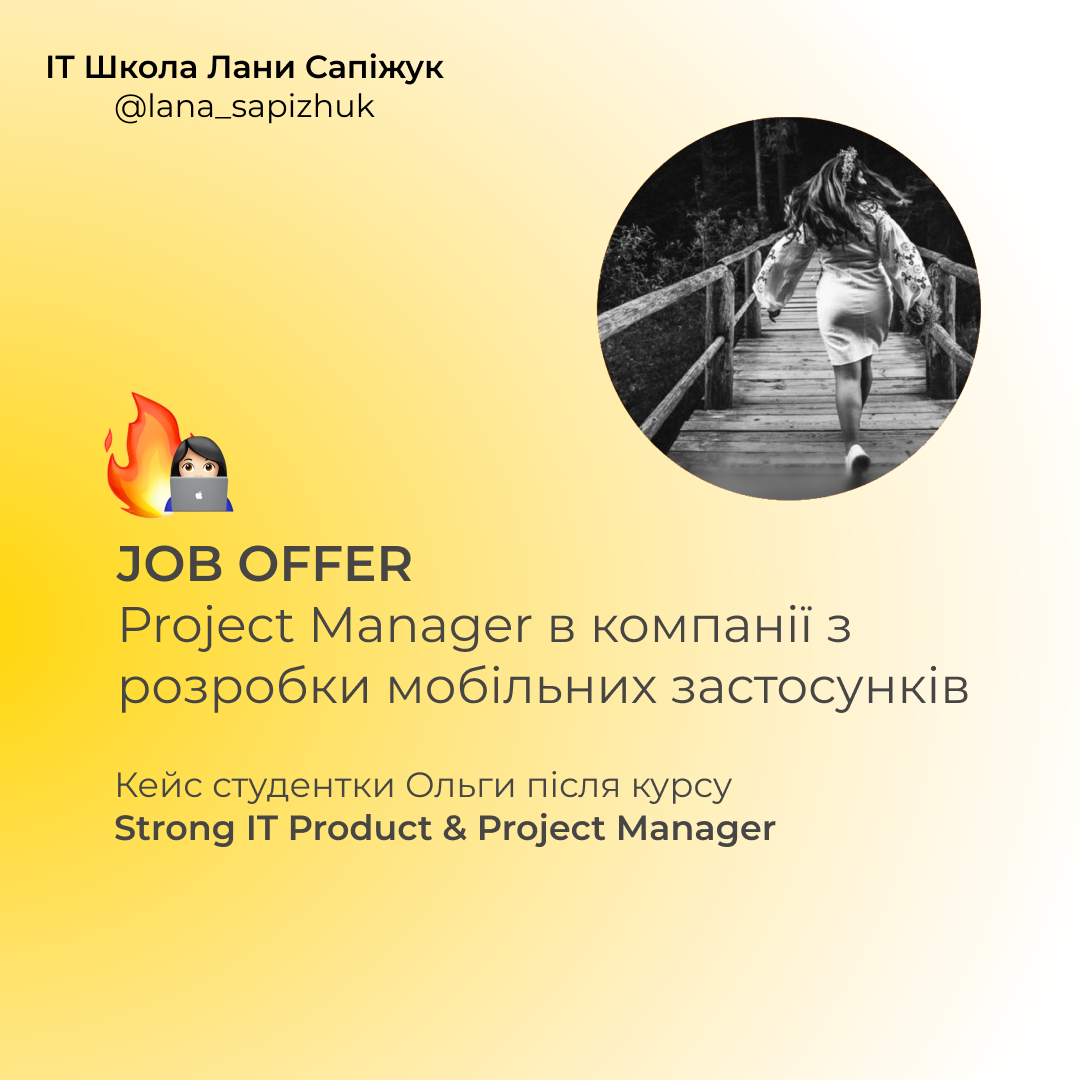 ІТ Школа Лани Сапіжук
@lana_sapizhuk
JOB OFFER
Project Manager в компанії з
розробки мобільних застосунків
Кейс студентки Ольги після курсу
Strong IT Product & Project Manager